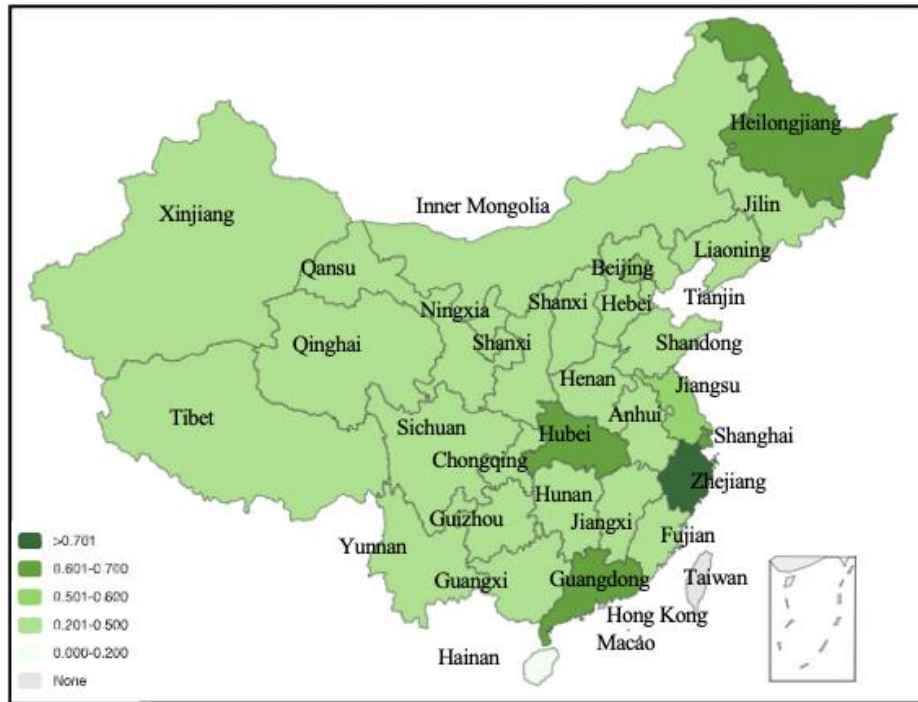 Heilongjiang
Jilin
Xinjiang
Inner Mongolia
Liaoning
Qansu
Beijing
Tianjin
Ningxia
Shanxi
Hebei
Qinghai
Shanxi
Shandong
Henan
Jiangsu
Tibet
Anhui
Sichuan
Hubei
Shanghai
Chongqing
Zhejiang
Hunan
Guizhou
Jiangxi
Fujian
Yunnan
Guangxi
Guangdong
Taiwan
Hong Kong
Macao
Hainan
>0.701
0.601-0.700
0.501-0.600
0.201-0.500
0.000-0.200
None